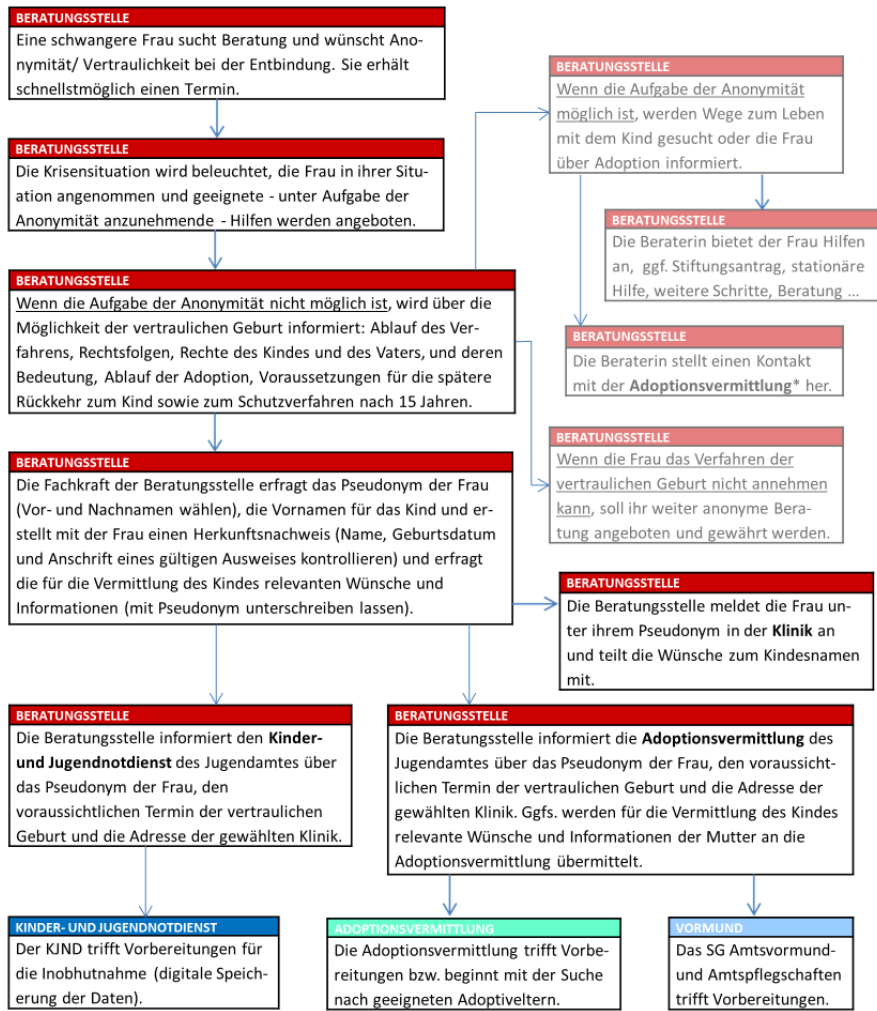 BERATUNGSSTELLE
Eine schwangere Frau sucht Beratung und wünscht Ano-
nymität/ Vertraulichkeit bei der Entbindung. Sie erhält
schnellstmöglich einen Termin.
BERATUNGSSTELLE
Wenn die Aufgabe der Anonymität
möglich ist, werden Wege zum Leben
mit dem Kind gesucht oder die Frau
über Adoption informiert.
BERATUNGSSTELLE
Die Krisensituation wird beleuchtet, die Frau in ihrer Situ-
ation angenommen und geeignete - unter Aufgabe der
Anonymität anzunehmende - Hilfen werden angeboten.
BERATUNGSSTELLE
Die Beraterin bietet der Frau Hilfen
an, ggf. Stiftungsantrag, stationäre
Hilfe, weitere Schritte, Beratung ...
BERATUNGSSTELLE
Wenn die Aufgabe der Anonymität nicht möglich ist, wird über die
Möglichkeit der vertraulichen Geburt informiert: Ablauf des Ver-
fahrens, Rechtsfolgen, Rechte des Kindes und des Vaters, und deren
Bedeutung, Ablauf der Adoption, Voraussetzungen für die spätere
Rückkehr zum Kind sowie zum Schutzverfahren nach 15 Jahren.
BERATUNGSSTELLE
Die Beraterin stellt einen Kontakt
mit der Adoptionsvermittlung* her.
BERATUNGSSTELLE
Wenn die Frau das Verfahren der
vertraulichen Geburt nicht annehmen
kann, soll ihr weiter anonyme Bera-
tung angeboten und gewährt werden.
BERATUNGSSTELLE
Die Fachkraft der Beratungsstelle erfragt das Pseudonym der Frau
(Vor- und Nachnamen wählen), die Vornamen für das Kind und er-
stellt mit der Frau einen Herkunftsnachweis (Name, Geburtsdatum
und Anschrift eines gültigen Ausweises kontrollieren) und erfragt
die für die Vermittlung des Kindes relevanten Wünsche und
Informationen (mit Pseudonym unterschreiben lassen).
BERATUNGSSTELLE
Die Beratungsstelle meldet die Frau un-
ter ihrem Pseudonym in der Klinik an
und teilt die Wünsche zum Kindesnamen
mit.
BERATUNGSSTELLE
Die Beratungsstelle informiert den Kinder-
und Jugendnotdienst des Jugendamtes über
das Pseudonym der Frau, den
voraussichtlichen Termin der vertraulichen
Geburt und die Adresse der gewählten Klinik.
BERATUNGSSTELLE
Die Beratungsstelle informiert die Adoptionsvermittlung des
Jugendamtes über das Pseudonym der Frau, den voraussicht-
lichen Termin der vertraulichen Geburt und die Adresse der
gewählten Klinik. Ggfs. werden für die Vermittlung des Kindes
relevante Wünsche und Informationen der Mutter an die
Adoptionsvermittlung übermittelt.
KINDER- UND JUGENDNOTDIENST
Der KJND trifft Vorbereitungen für
die Inobhutnahme (digitale Speich-
erung der Daten).
ADOPTIONSVERMITTLUNG
Die Adoptionsvermittlung trifft Vorbe-
reitungen bzw. beginnt mit der Suche
nach geeigneten Adoptiveltern.
VORMUND
Das SG Amtsvormund-
und Amtspflegschaften
trifft Vorbereitungen.